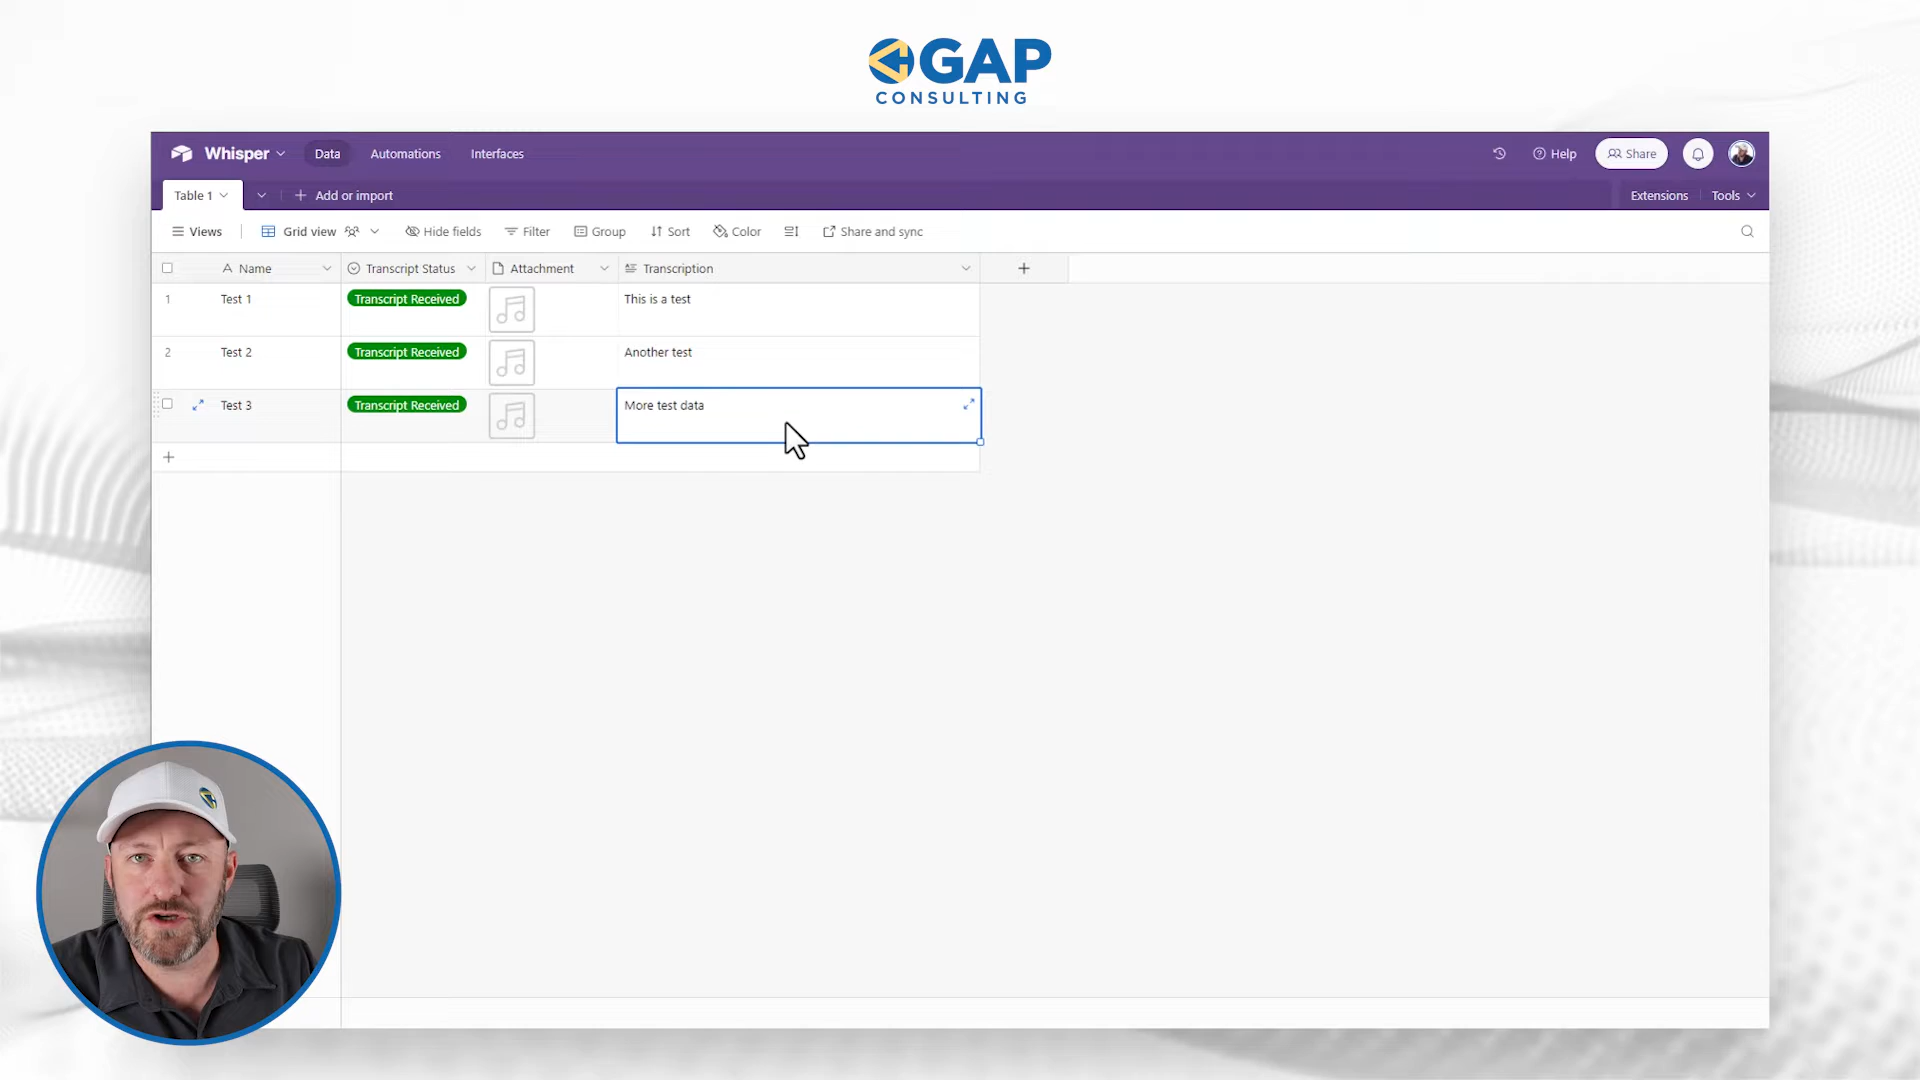 GAP
CONSULTING
Whisper Data Automations Interfaces Help Share
Table 1 Add or import Extensions Tools
Views Grid view Hide fields Filter Group Sort Color Share and sync
Name Transcript Status Attachment Transcription
1 Test 1 Transcript Received This is a test
2 Test 2 Transcript Received Another test
Test 3 Transcript Received More test data